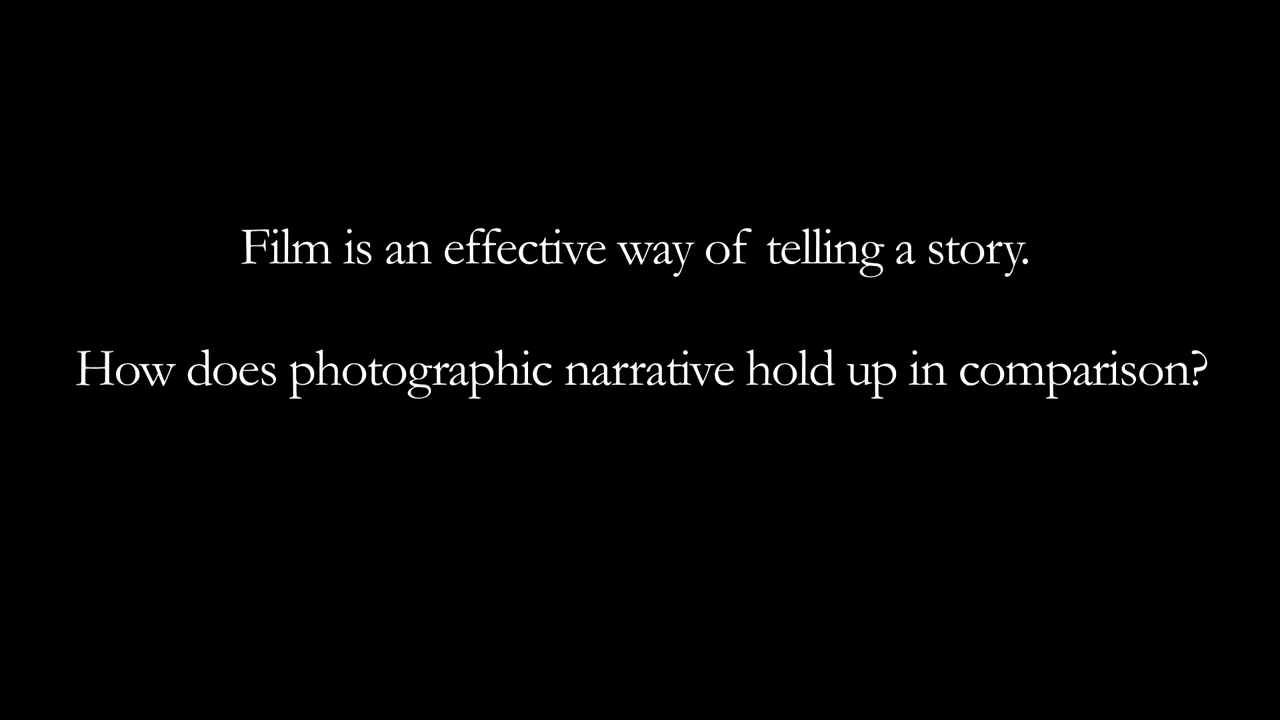 Film is an effective way of telling a story.
How does photographic narrative hold up in comparison?